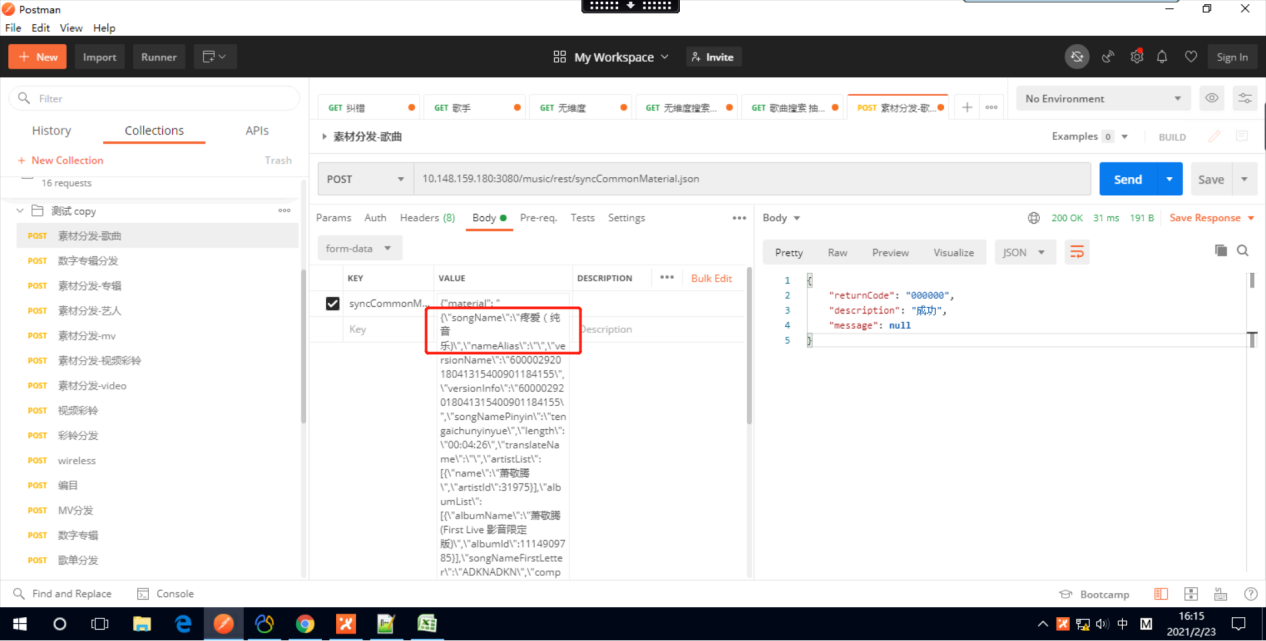 Postman
File Edit View Help
New Import Runner My Workspace Invite Sign In
Filter
History Collections APIs
+ New Collection Trash
16 requests
测试 copy
POST 素材分发-歌曲
POST 数字专辑分发
POST 素材分发-专辑
POST 素材分发-艺人
POST 素材分发-mv
POST 素材分发-视频彩铃
POST 素材分发-video
POST 视频彩铃
POST 彩铃分发
POST wireless
POST 编目
POST MV分发
POST 数字专辑
POST 歌单分发
GET 纠错 GET 歌手 GET 无维度 GET 无维度搜索... GET 歌曲搜索 抽... POST 素材分发-歌... + ooo No Environment
素材分发-歌曲 Examples 0 BUILD
POST 10.148.159.180:3080/music/rest/syncCommonMaterial.json Send Save
Params Auth Headers (8) Body Pre-req. Tests Settings •••
form-data
KEY VALUE DESCRIPTION ••• Bulk Edit
syncCommonM... {"material": "
{\"songName\":\"疼爱（纯
音
乐)\",\"nameAlias\":\"\",\"ve
rsionName\":\"600002920
1804131540090118 4155\",
\"versionInfo\":\"60000292
01804131540090118 4155\
",\"songNamePinyin\":\"ten
gaichunyinyue\",\"length\":
\"00:04:26\",\"translateNa
me\":\"\",\"artistList\":
[{\"name\":\"萧敬腾
\",\"artistId\":31975}],\"alb
umList\":
[{\"albumName\":\"萧敬腾
(First Live 影音限定
版)\",\"albumId\":11149097
85}],\"songNameFirstLette
r\":\"ADKNADKN\",\"comp
Key Description
Body 200 OK 31 ms 191 B Save Response
Pretty Raw Preview Visualize JSON
1 {
2 "returnCode": "000000",
3 "description": "成功",
4 "message": null
5 }
Find and Replace Console Bootcamp
中 M 16:15
2021/2/23